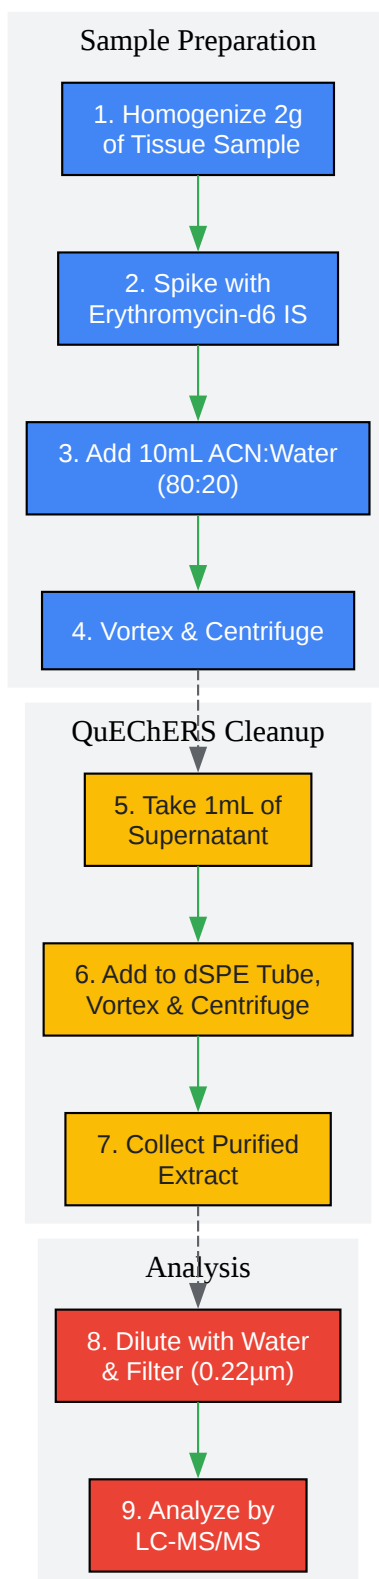 Sample Preparation
1. Homogenize 2g
of Tissue Sample
2. Spike with
Erythromycin-d6 IS
3. Add 10mL ACN:Water
(80:20)
4. Vortex & Centrifuge
QuEChERS Cleanup
5. Take 1mL of
Supernatant
6. Add to dSPE Tube,
Vortex & Centrifuge
7. Collect Purified
Extract
Analysis
8. Dilute with Water
& Filter (0.22µm)
9. Analyze by
LC-MS/MS